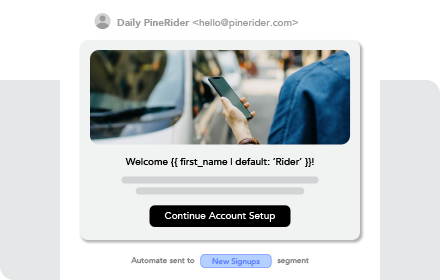 Daily PineRider <hello@pinerider.com>
Welcome {{ first_name | default: ‘Rider’ }}!
Continue Account Setup
Automate sent to New Signups segment